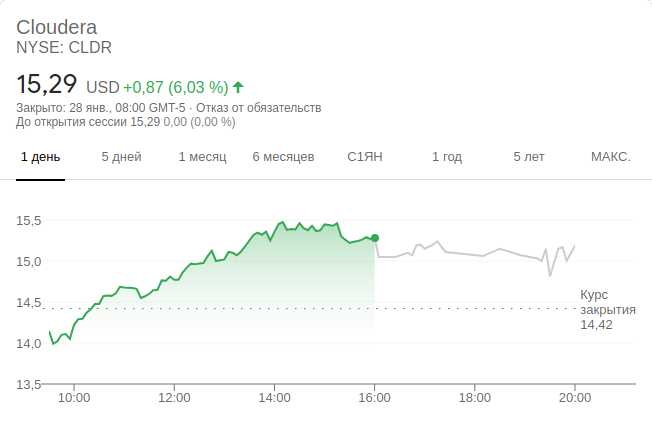 Cloudera
NYSE: CLDR
15,29 USD +0,87 (6,03 %)
Закрыто: 28 янв., 08:00 GMT-5 · Отказ от обязательств
До открытия сессии 15,29 0,00 (0,00 %)
1 день 5 дней 1 месяц 6 месяцев С1ЯН 1 год 5 лет МАКС.
15,5
15,0
14,5
14,0
13,5
Курс
закрытия
14,42
10:00 12:00 14:00 16:00 18:00 20:00